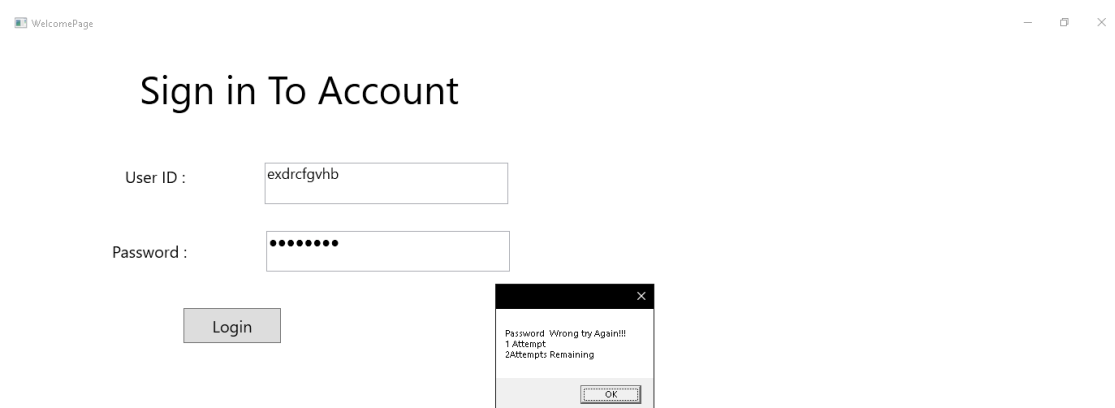 WelcomePage
Sign in To Account
User ID :
exdrcfgvhb
Password :
Login
Password  Wrong try Again!!!
1 Attempt
2Attempts Remaining
OK